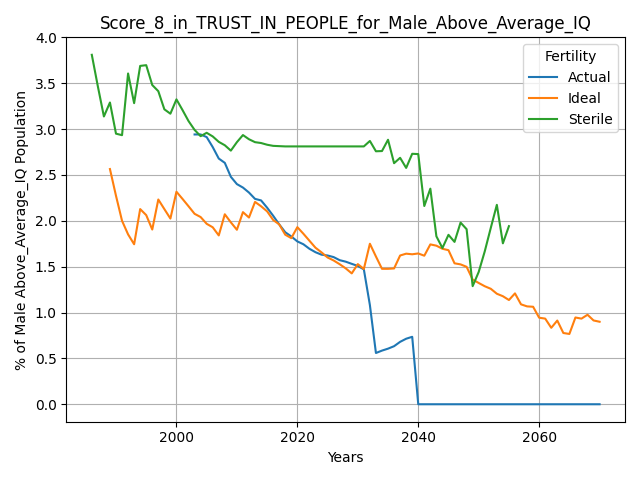 Score_8_in_TRUST_IN_PEOPLE_for_Male_Above_Average_IQ
% of Male Above_Average_IQ Population
4.0
3.5
3.0
2.5
2.0
1.5
1.0
0.5
0.0
Fertility
Actual
Ideal
Sterile
2000
2020
2040
2060
Years